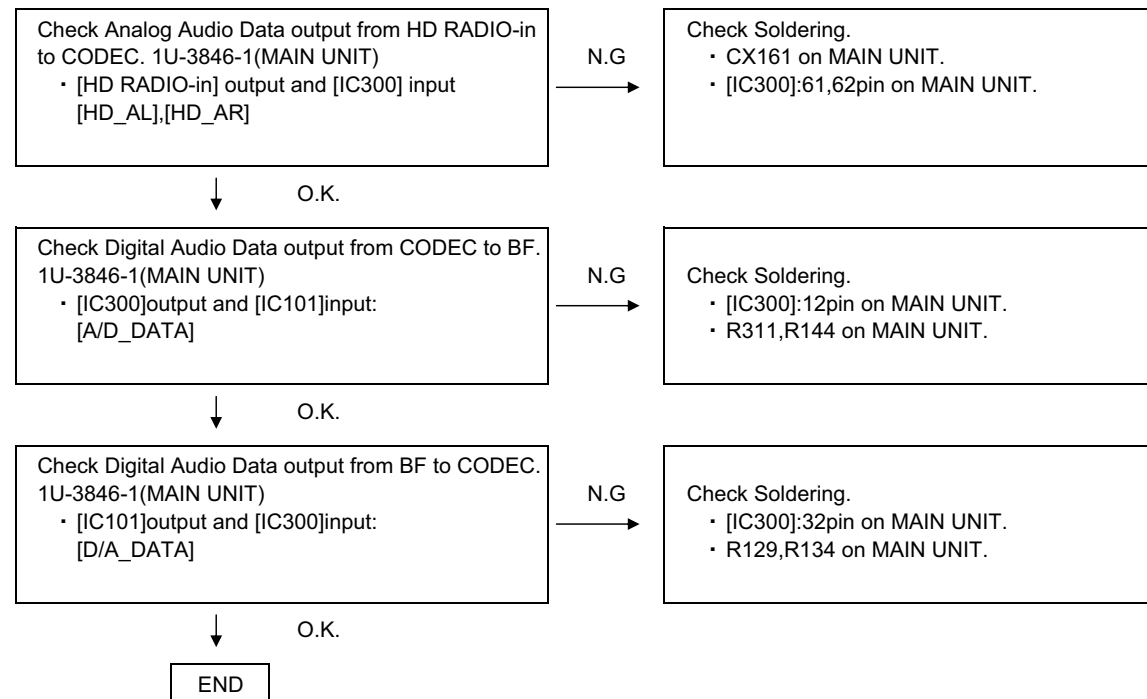 Check Analog Audio Data output from HD RADIO-in
to CODEC. 1U-3846-1(MAIN UNIT)
・[HD RADIO-in] output and [IC300] input
[HD_AL],[HD_AR]
N.G
Check Soldering.
・CX161 on MAIN UNIT.
・[IC300]:61,62pin on MAIN UNIT.
O.K.
Check Digital Audio Data output from CODEC to BF.
1U-3846-1(MAIN UNIT)
・[IC300]output and [IC101]input:
[A/D_DATA]
N.G
Check Soldering.
・[IC300]:12pin on MAIN UNIT.
・R311,R144 on MAIN UNIT.
O.K.
Check Digital Audio Data output from BF to CODEC.
1U-3846-1(MAIN UNIT)
・[IC101]output and [IC300]input:
[D/A_DATA]
N.G
Check Soldering.
・[IC300]:32pin on MAIN UNIT.
・R129,R134 on MAIN UNIT.
O.K.
END